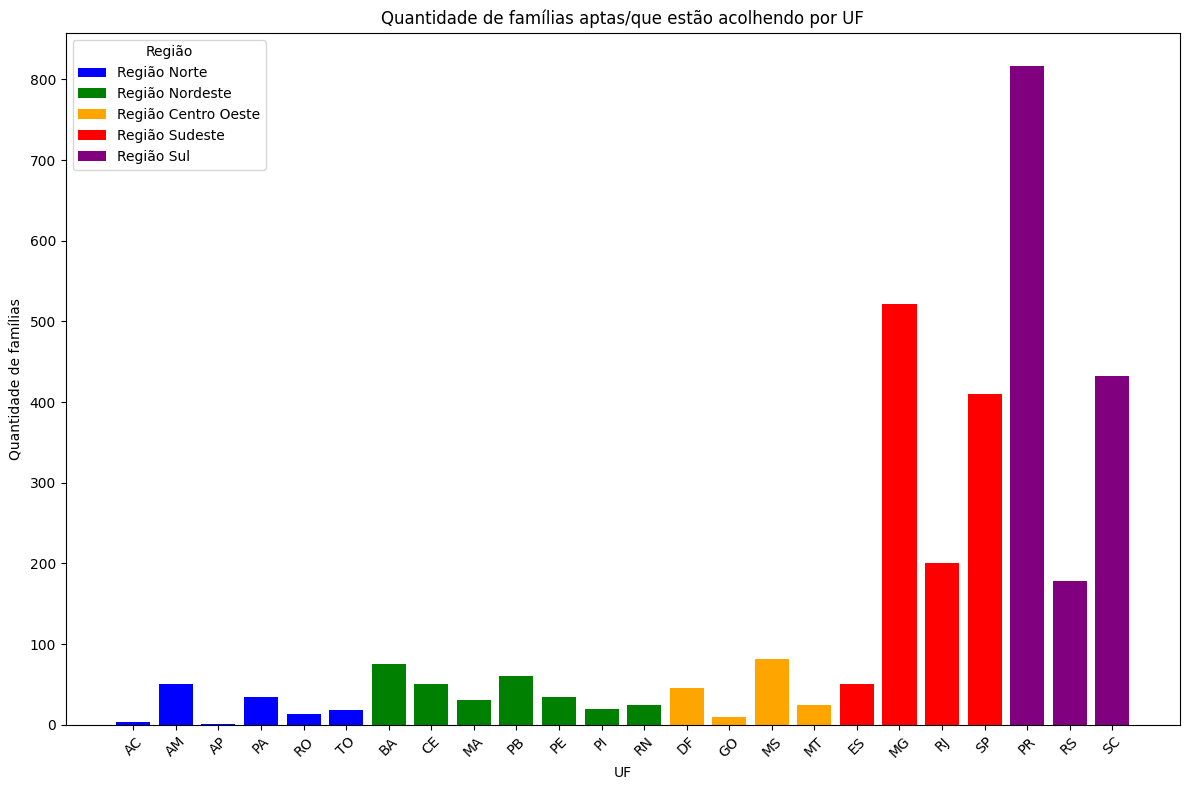 Quantidade de famílias aptas/que estão acolhendo por UF
Região
Região Norte
Região Nordeste
Região Centro Oeste
Região Sudeste
Região Sul
Quantidade de famílias
800
700
600
500
400
300
200
100
0
AC AM AP PA RO TO BA CE MA PB PE PI RN DF GO MS MT ES MG RJ SP PR RS SC
UF